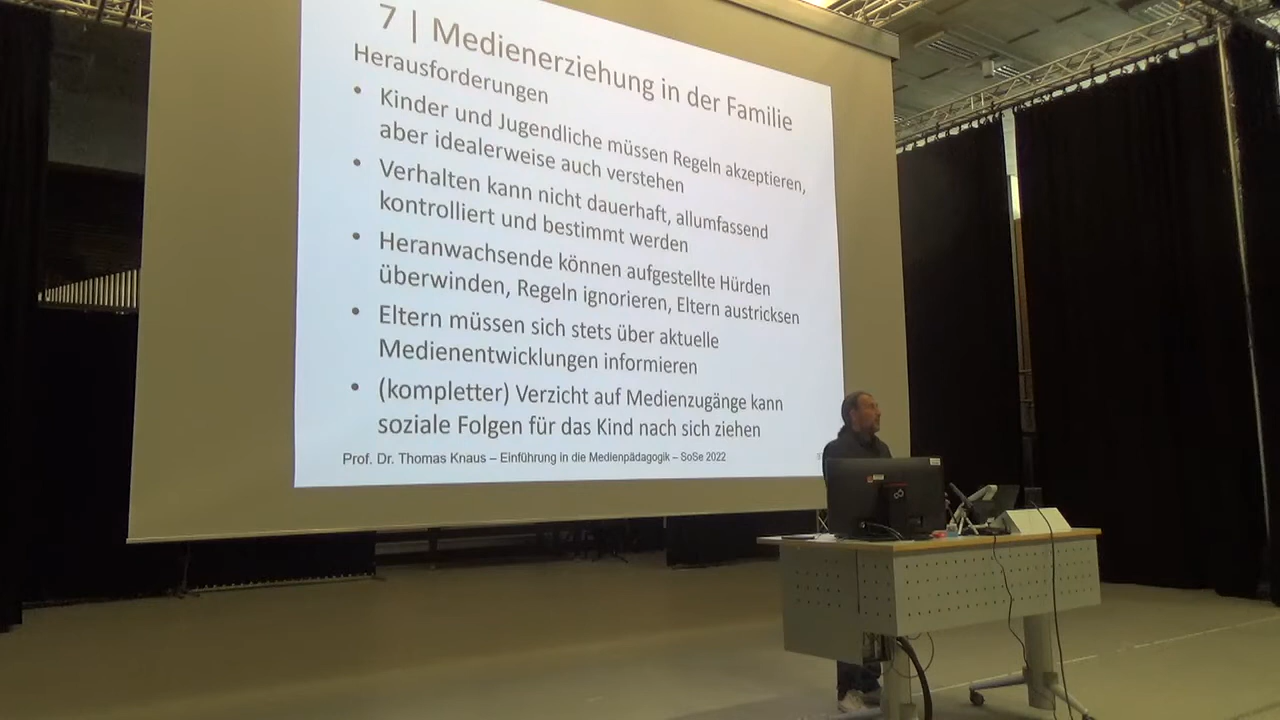 7 | Medienerziehung in der Familie
Herausforderungen
• Kinder und Jugendliche müssen Regeln akzeptieren,
aber idealerweise auch verstehen
• Verhalten kann nicht dauerhaft, allumfassend
kontrolliert und bestimmt werden
• Heranwachsende können aufgestellte Hürden
überwinden, Regeln ignorieren, Eltern austricksen
• Eltern müssen sich stets über aktuelle
Medienentwicklungen informieren
• (kompletter) Verzicht auf Medienzugänge kann
soziale Folgen für das Kind nach sich ziehen
Prof. Dr. Thomas Knaus – Einführung in die Medienpädagogik – SoSe 2022